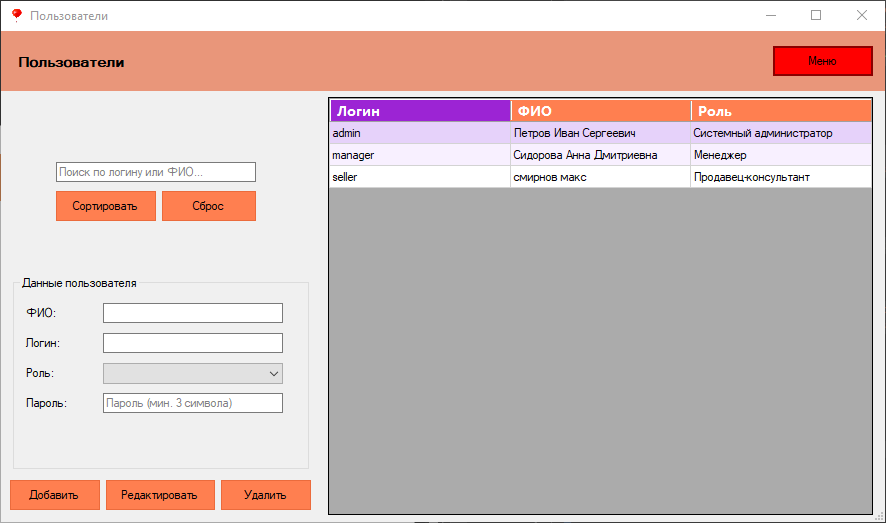 Пользователи
Пользователи
Меню
Поиск по логину или ФИО...
Сортировать Сброс
Данные пользователя
ФИО:
Логин:
Роль:
Пароль: Пароль (мин. 3 символа)
Добавить Редактировать Удалить
Логин ФИО Роль
admin Петров Иван Сергеевич Системный администратор
manager Сидорова Анна Дмитриевна Менеджер
seller смирнов макс Продавец-консультант